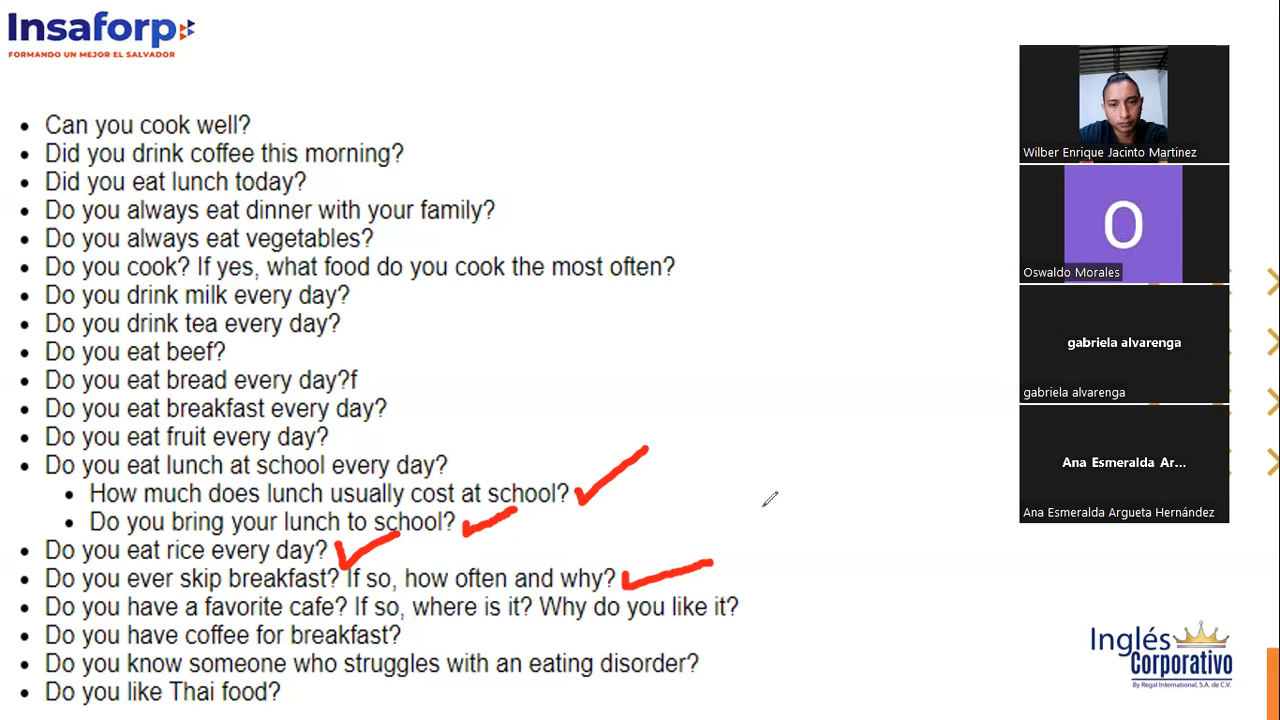 Insaforp
FORMANDO UN MEJOR EL SALVADOR
Can you cook well?
Did you drink coffee this morning?
Did you eat lunch today?
Do you always eat dinner with your family?
Do you always eat vegetables?
Do you cook? If yes, what food do you cook the most often?
Do you drink milk every day?
Do you drink tea every day?
Do you eat beef?
Do you eat bread every day?f
Do you eat breakfast every day?
Do you eat fruit every day?
Do you eat lunch at school every day?
How much does lunch usually cost at school?
Do you bring your lunch to school?
Do you eat rice every day?
Do you ever skip breakfast? If so, how often and why?
Do you have a favorite cafe? If so, where is it? Why do you like it?
Do you have coffee for breakfast?
Do you know someone who struggles with an eating disorder?
Do you like Thai food?
Wilber Enrique Jacinto Martinez
O
Oswaldo Morales
gabriela alvarenga
gabriela alvarenga
Ana Esmeralda Ar...
Ana Esmeralda Argueta Hernández
Inglés
Corporativo
By Regal International, S.A. de C.V.